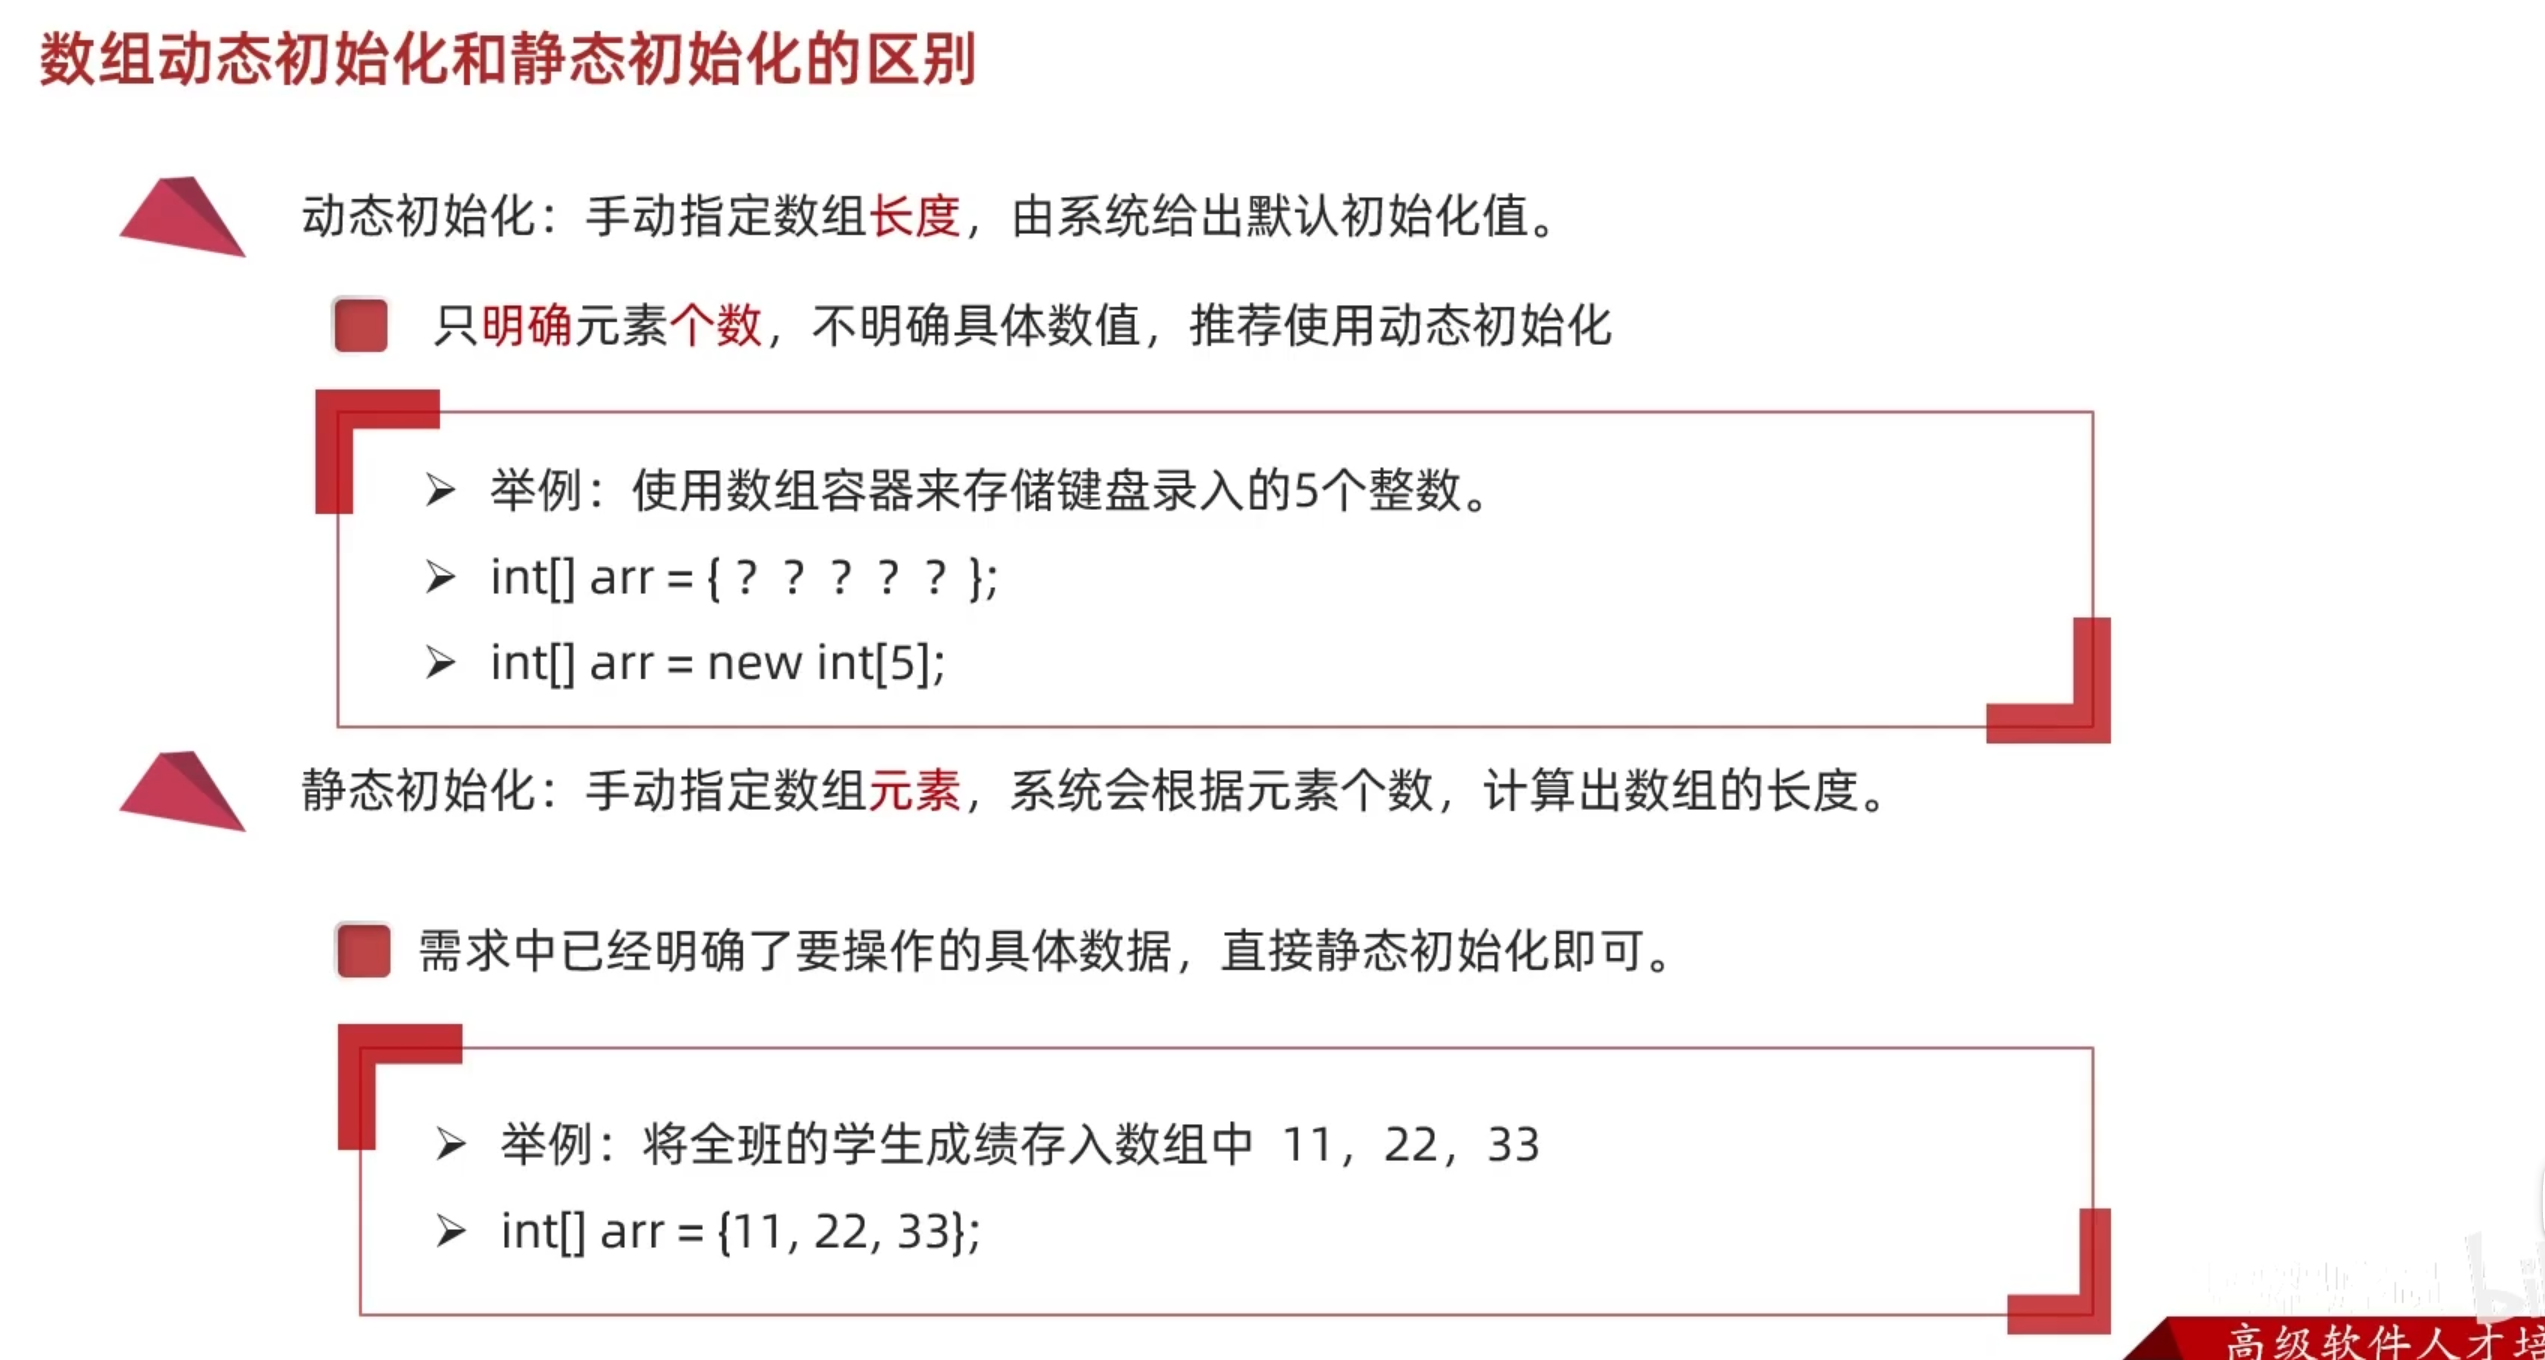 数组动态初始化和静态初始化的区别
动态初始化：手动指定数组长度，由系统给出默认初始化值。
只明确元素个数，不明确具体数值，推荐使用动态初始化
举例：使用数组容器来存储键盘录入的5个整数。
int[] arr = { ？ ？ ？ ？ ？ };
int[] arr = new int[5];
静态初始化：手动指定数组元素，系统会根据元素个数，计算出数组的长度。
需求中已经明确了要操作的具体数据，直接静态初始化即可。
举例：将全班的学生成绩存入数组中 11，22，33
int[] arr = {11, 22, 33};
高级软件人才培